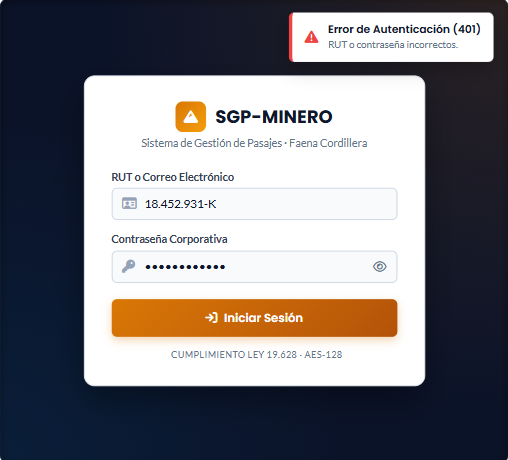 Error de Autenticación (401)
RUT o contraseña incorrectos.
SGP-MINERO
Sistema de Gestión de Pasajes · Faena Cordillera
RUT o Correo Electrónico
18.452.931-K
Contraseña Corporativa
••••••••••••
Iniciar Sesión
CUMPLIMIENTO LEY 19.628 · AES-128